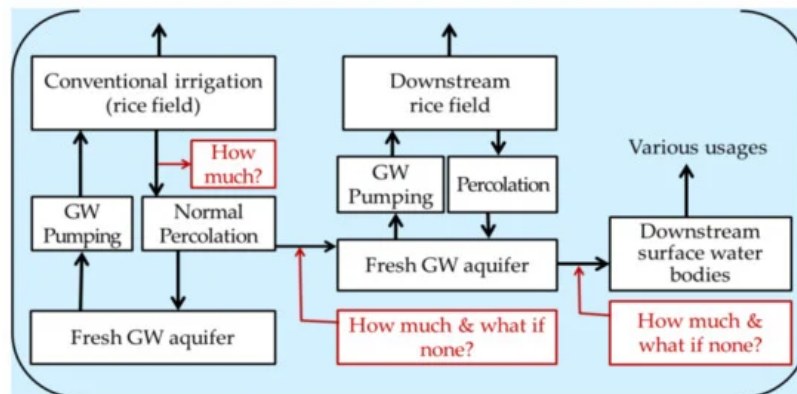 Conventional irrigation
(rice field)
How
much?
GW
Pumping
Normal
Percolation
Fresh GW aquifer
Downstream
rice field
GW
Pumping
Percolation
Fresh GW aquifer
How much & what if
none?
Various usages
Downstream
surface water
bodies
How much &
what if none?